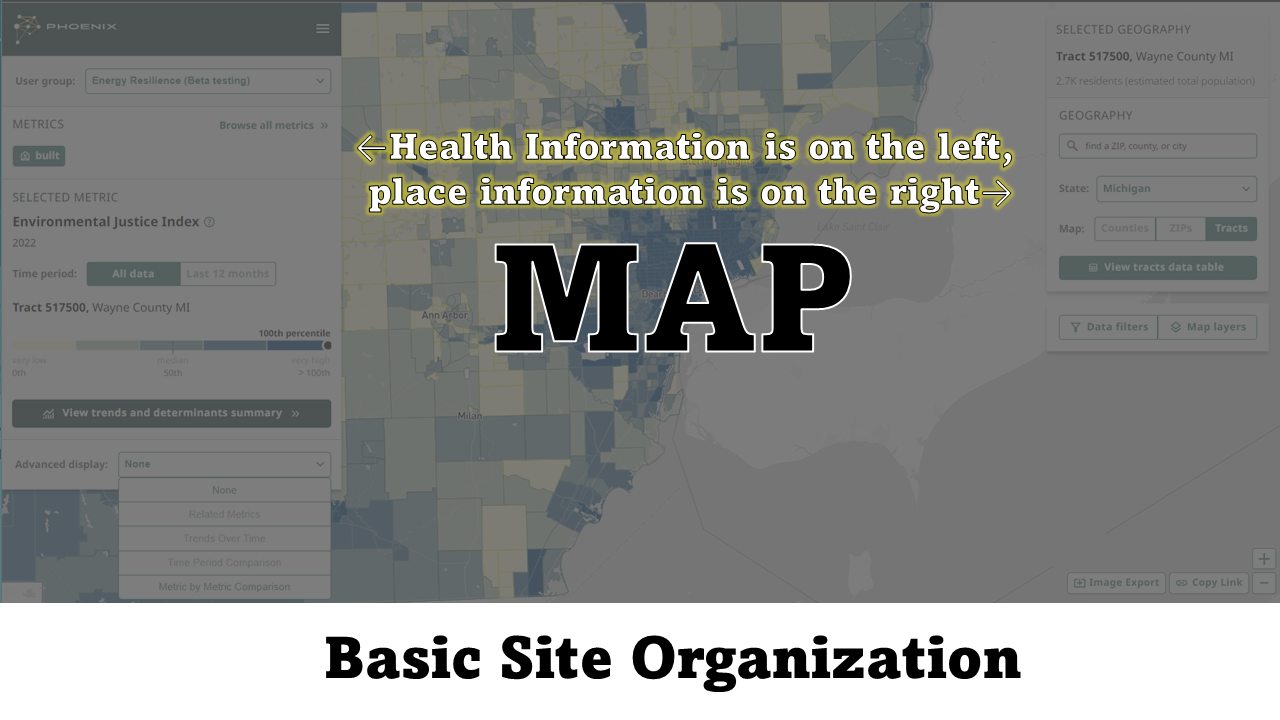 PHOENIX
User group: Energy Resilience (Beta testing)
METRICS
Browse all metrics »
built
SELECTED METRIC
Environmental Justice Index ?
2022
Time period: All data Last 12 months
Tract 517500, Wayne County MI
100th percentile
very low median very high
0th 50th > 100th
View trends and determinants summary »
Advanced display: None
None
Related Metrics
Trends Over Time
Time Period Comparison
Metric by Metric Comparison
←Health Information is on the left,
place information is on the right→
MAP
Lake Saint Clair
Ann Arbor
Milan
SELECTED GEOGRAPHY
Tract 517500, Wayne County MI
2.7K residents (estimated total population)
GEOGRAPHY
find a ZIP, county, or city
State: Michigan
Map: Counties ZIPs Tracts
View tracts data table
Data filters Map layers
+
Image Export Copy Link −
Basic Site Organization